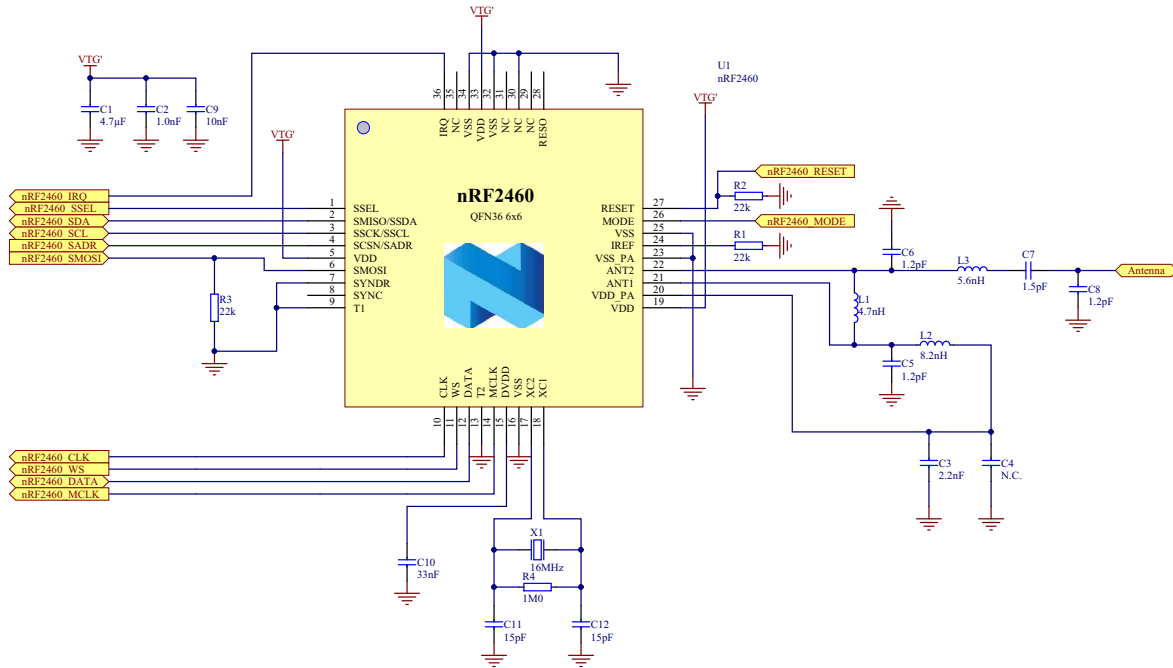 VTG'
U1
nRF2460
VTG'
C1
4.7µF
C2
1.0nF
C9
10nF
VTG'
VTG'
36
35
34
33
32
31
30
29
28
IRQ
NC
VSS
VDD
VSS
NC
NC
NC
RESO
nRF2460
QFN36 6x6
nRF2460_IRQ
nRF2460_SSEL
nRF2460_SDA
nRF2460_SCL
nRF2460_SADR
nRF2460_SMOSI
1 SSEL
2 SMISO/SSDA
3 SSCK/SSCL
4 SCSN/SADR
5 VDD
6 SMOSI
7 SYNDR
8 SYNC
9 T1
R3
22k
RESET 27
MODE 26
VSS 25
IREF 24
VSS_PA 23
ANT2 22
ANT1 21
VDD_PA 20
VDD 19
nRF2460_RESET
R2
22k
nRF2460_MODE
R1
22k
C6
1.2pF
L3
5.6nH
C7
1.5pF
Antenna
C8
1.2pF
L1
4.7nH
L2
8.2nH
C5
1.2pF
C3
2.2nF
C4
N.C.
CLK
WS
DATA
T2
MCLK
DVDD
VSS
XC2
XC1
10
11
12
13
14
15
16
17
18
nRF2460_CLK
nRF2460_WS
nRF2460_DATA
nRF2460_MCLK
C10
33nF
X1
16MHz
R4
1M0
C11
15pF
C12
15pF